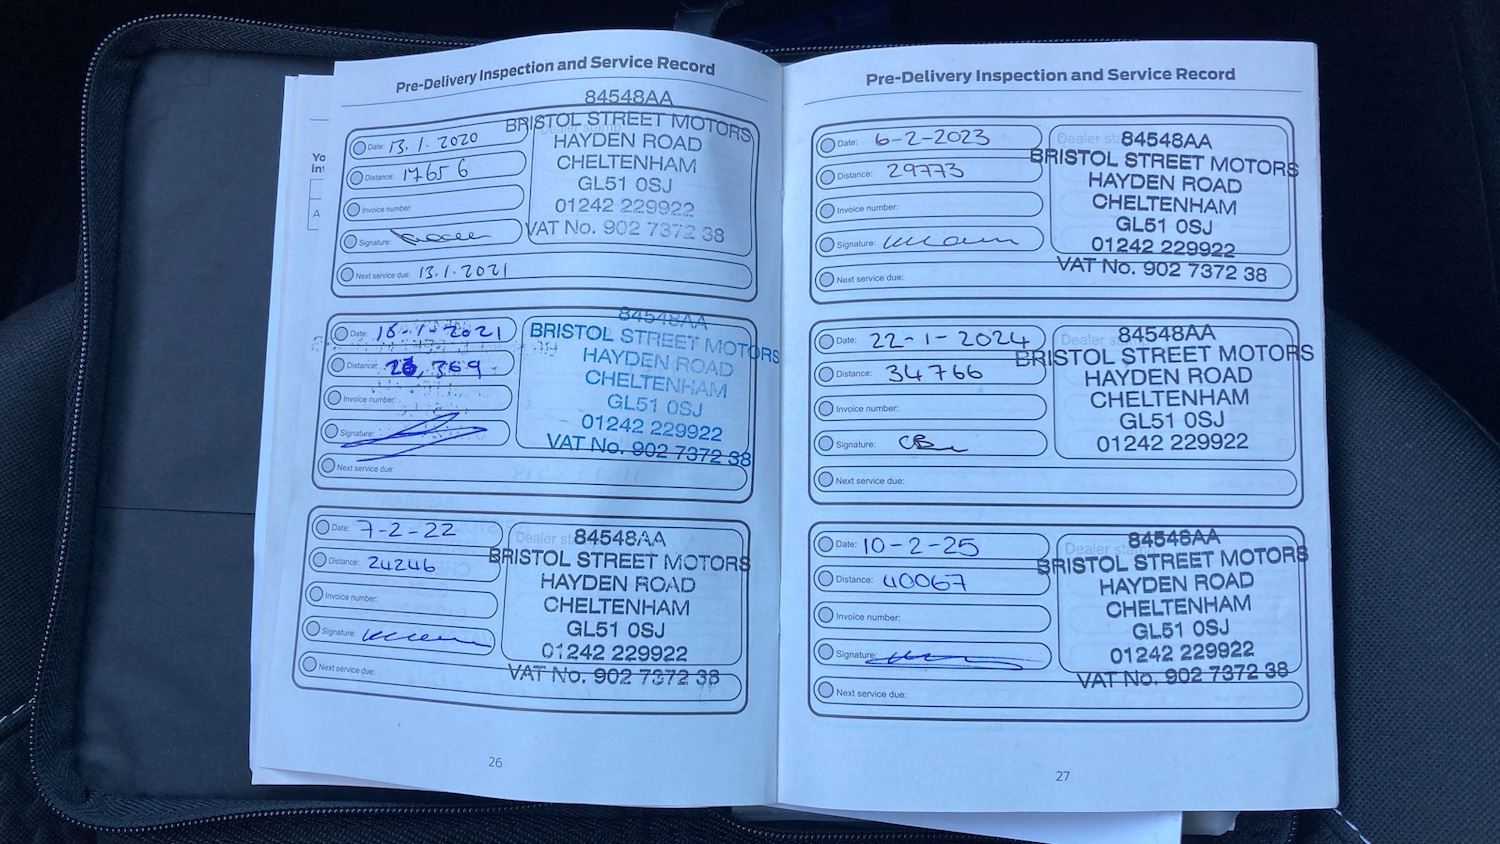 Pre-Delivery Inspection and Service Record
84548AA
BRISTOL STREET MOTORS
HAYDEN ROAD
CHELTENHAM
GL51 0SJ
01242 229922
VAT No. 902 7372 38
Date: 13.1.2020
Distance: 17656
Invoice number:
Signature:
Next service due: 13.1.2021
84548AA
BRISTOL STREET MOTORS
HAYDEN ROAD
CHELTENHAM
GL51 0SJ
01242 229922
VAT No. 902 7372 38
Date: -1-2021
Distance:
Invoice number:
Signature:
Next service due:
Dealer
84548AA
BRISTOL STREET MOTORS
HAYDEN ROAD
CHELTENHAM
GL51 0SJ
01242 229922
VAT No. 902 7372 38
Date: 7-2-22
Distance: 24246
Invoice number:
Signature:
Next service due:
26
Pre-Delivery Inspection and Service Record
Dealer
84548AA
BRISTOL STREET MOTORS
HAYDEN ROAD
CHELTENHAM
GL51 0SJ
01242 229922
VAT No. 902 7372 38
Date: 6-2-2023
Distance: 29773
Invoice number:
Signature:
Next service due:
84548AA
BRISTOL STREET MOTORS
HAYDEN ROAD
CHELTENHAM
GL51 0SJ
01242 229922
Date: 22-1-2024
Distance: 34766
Invoice number:
Signature:
Next service due:
Dealer
84548AA
BRISTOL STREET MOTORS
HAYDEN ROAD
CHELTENHAM
GL51 0SJ
01242 229922
VAT No. 902 7372 38
Date: 10-2-25
Distance: 40067
Invoice number:
Signature:
Next service due:
27